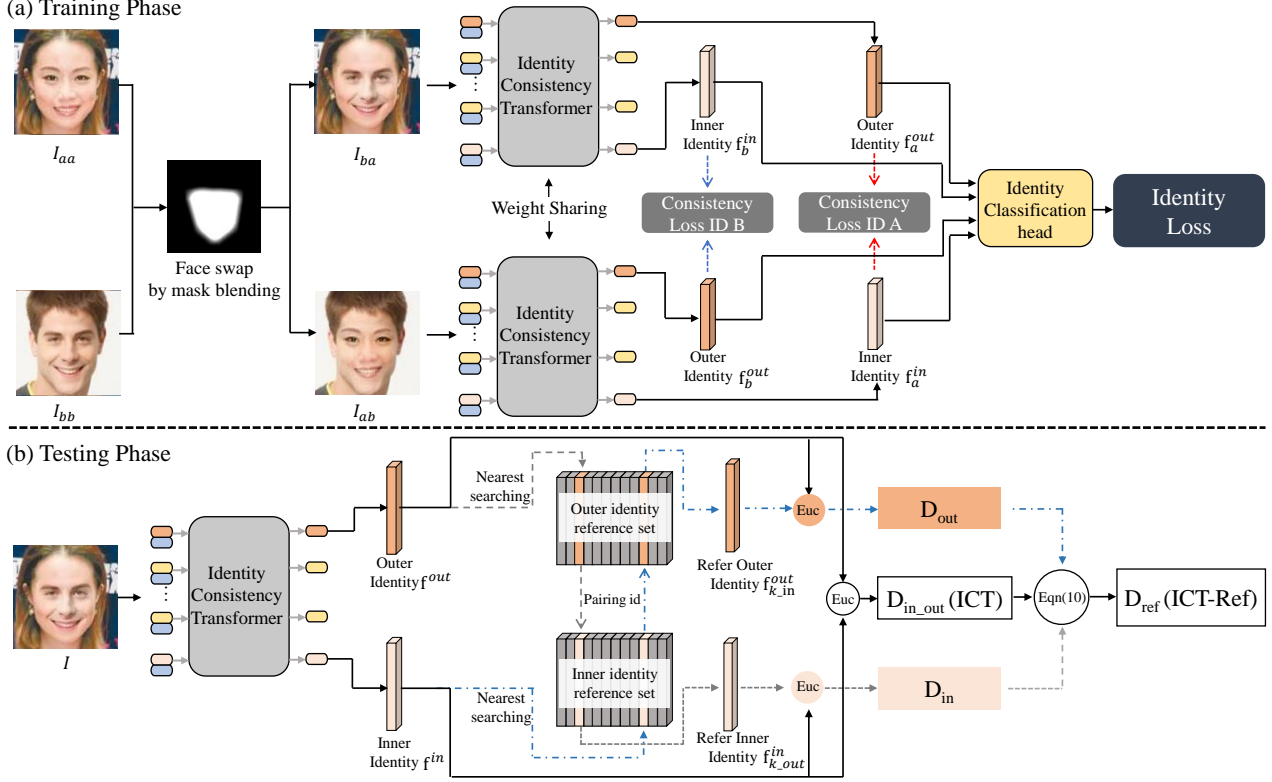 (a) Training Phase
I_aa
I_bb
Face swap
by mask blending
I_ba
I_ab
Identity
Consistency
Transformer
Weight Sharing
Identity
Consistency
Transformer
Inner
Identity f_b^in
Outer
Identity f_a^out
Consistency
Loss ID B
Consistency
Loss ID A
Outer
Identity f_b^out
Inner
Identity f_a^in
Identity
Classification
head
Identity
Loss
(b) Testing Phase
I
Identity
Consistency
Transformer
Outer
Identity f^out
Inner
Identity f^in
Nearest
searching
Nearest
searching
Outer identity
reference set
Pairing id
Inner identity
reference set
Refer Outer
Identity f_k_in^out
Refer Inner
Identity f_k_out^in
Euc
Euc
Euc
D_out
D_in_out (ICT)
D_in
Eqn(10)
D_ref (ICT-Ref)